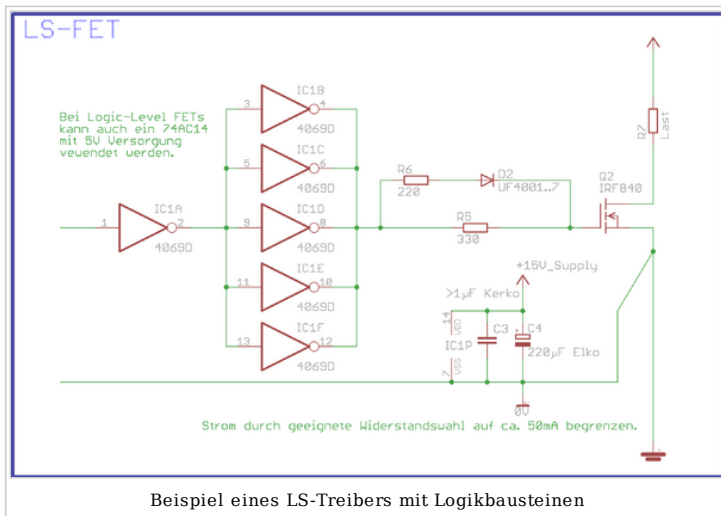 LS-FET
Bei Logic-Level FETs
kann auch ein 74AC14
mit 5V Versorgung
vewendet werden.
IC1A
1
2
4069D
IC1B
3
4
4069D
IC1C
5
6
4069D
IC1D
9
8
4069D
IC1E
11
10
4069D
IC1F
13
12
4069D
R6
220
D2
UF4001..7
R5
330
Q2
IRF840
R7
Last
+15V_Supply
>1µF Kerko
14
VDD
IC1P
7
VSS
C3
C4
220µF Elko
0V
Strom durch geeignete Widerstandswahl auf ca. 50mA begrenzen.
Beispiel eines LS-Treibers mit Logikbausteinen